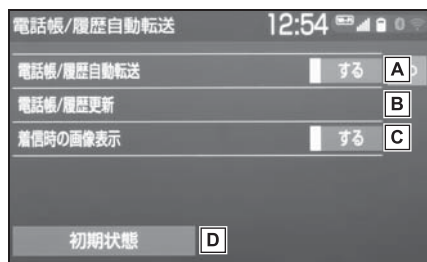 電話帳/履歴自動転送 12:54 0
電話帳/履歴自動転送 する A
電話帳/履歴更新 B
着信時の画像表示 する C
初期状態 D